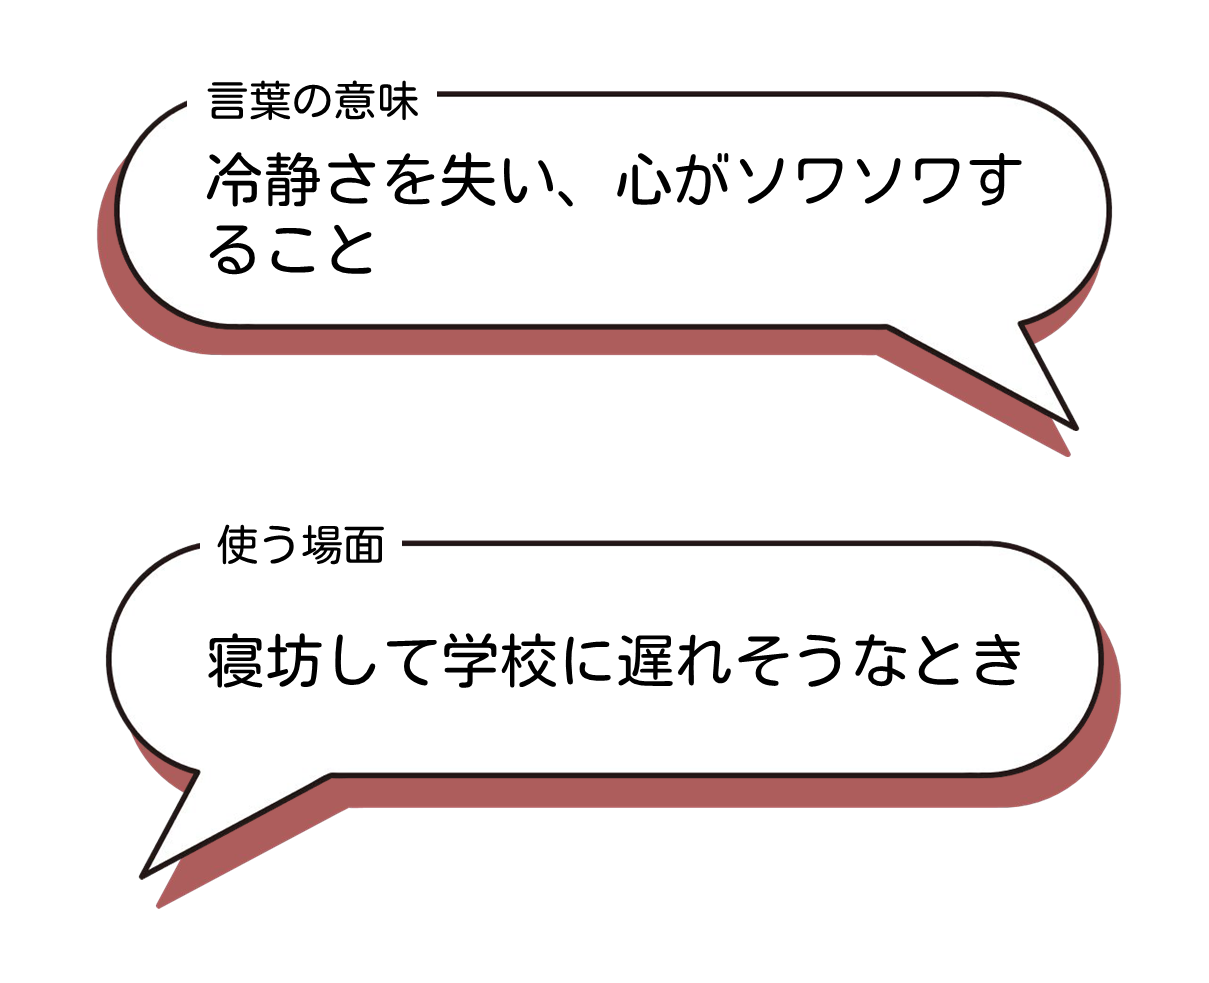 言葉の意味
冷静さを失い、心がソワソワす
ること
使う場面
寝坊して学校に遅れそうなとき